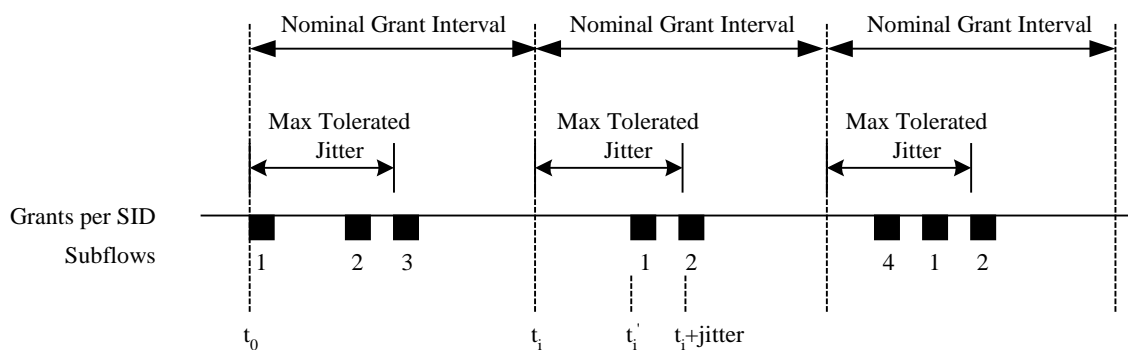 Nominal Grant Interval
Nominal Grant Interval
Nominal Grant Interval
Max Tolerated
Jitter
Max Tolerated
Jitter
Max Tolerated
Jitter
Grants per SID
Subflows
1
2
3
1
2
4
1
2
t0
ti
ti'
ti+jitter